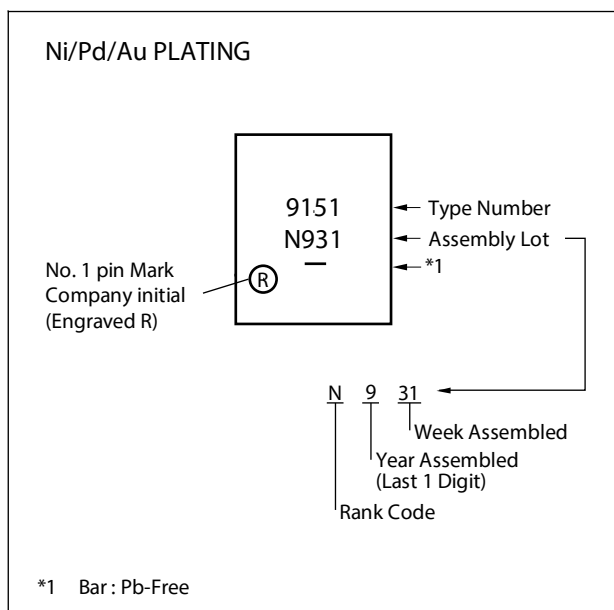 Ni/Pd/Au PLATING
9151
N931
R
Type Number
Assembly Lot
*1
No. 1 pin Mark
Company initial
(Engraved R)
N 9 31
Week Assembled
Year Assembled
(Last 1 Digit)
Rank Code
*1 Bar : Pb-Free